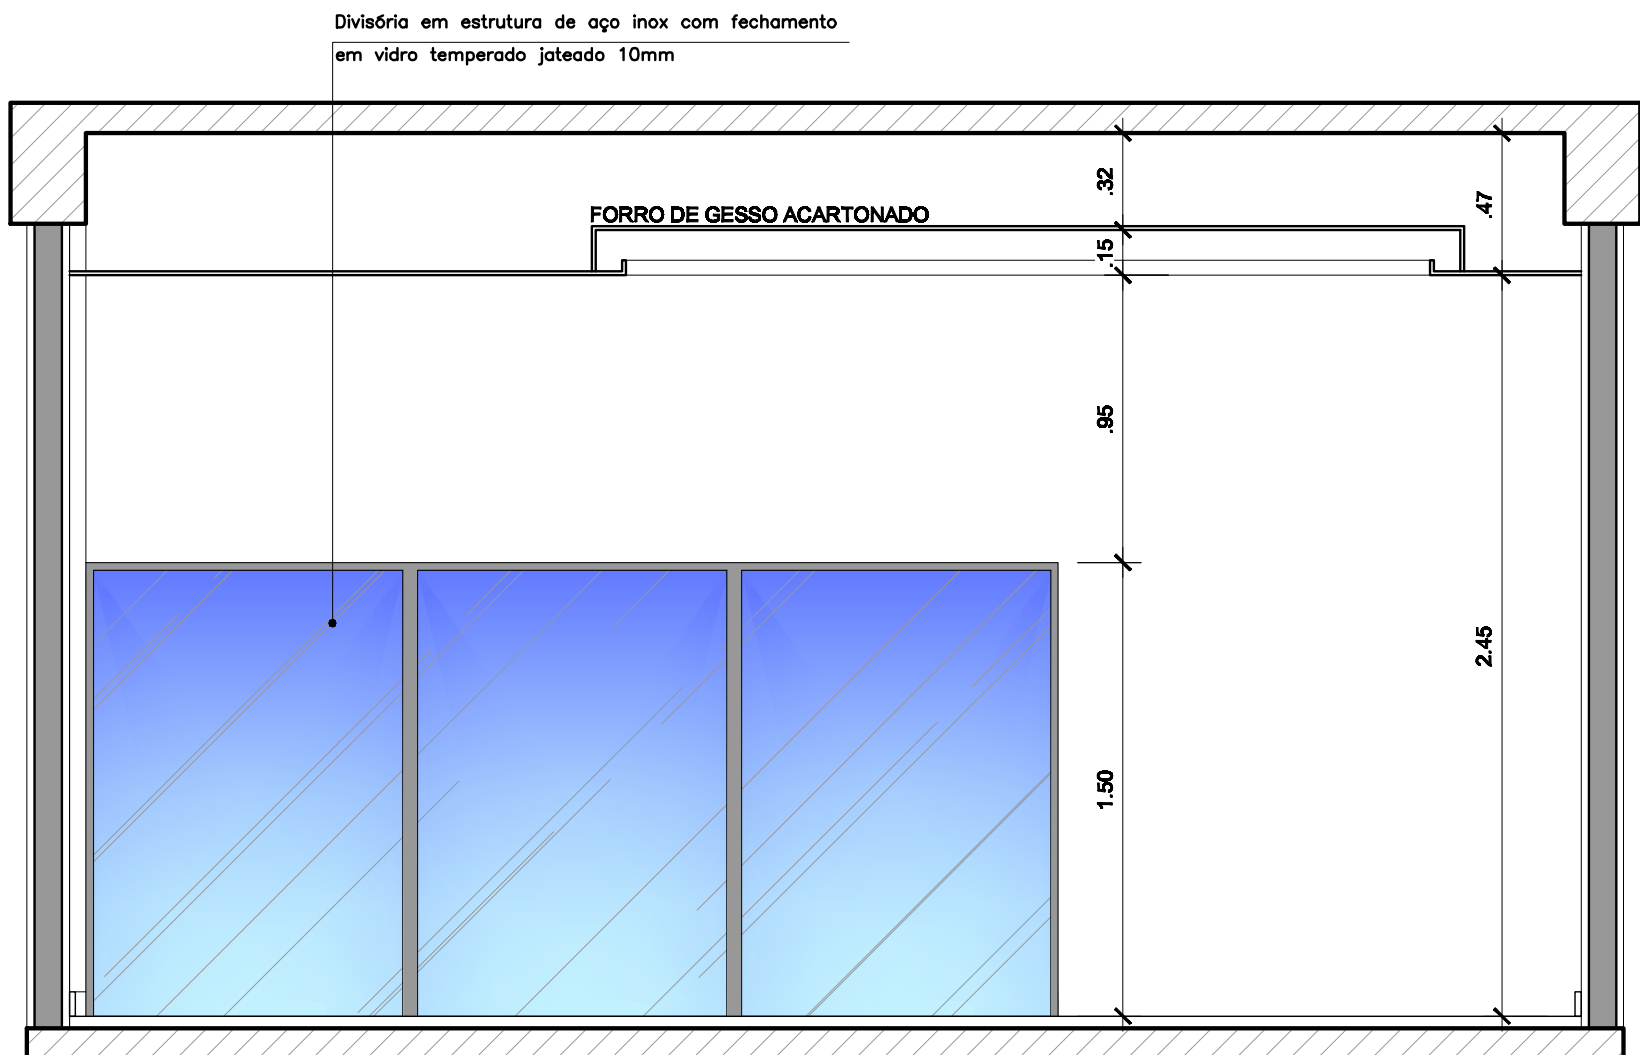 Divisória em estrutura de aço inox com fechamento
em vidro temperado jateado 10mm
.32
.47
FORRO DE GESSO ACARTONADO
.15
.95
2.45
1.50